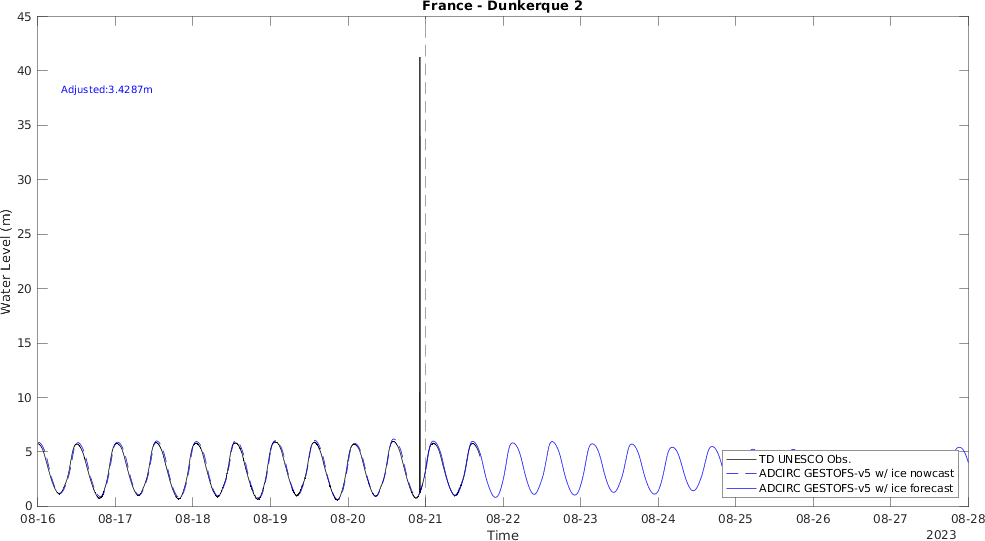 France - Dunkerque 2
Adjusted:3.4287m
Water Level (m)
45
40
35
30
25
20
15
10
5
0
08-16 08-17 08-18 08-19 08-20 08-21 08-22 08-23 08-24 08-25 08-26 08-27 08-28
Time
2023
TD UNESCO Obs.
ADCIRC GESTOFS-v5 w/ ice nowcast
ADCIRC GESTOFS-v5 w/ ice forecast